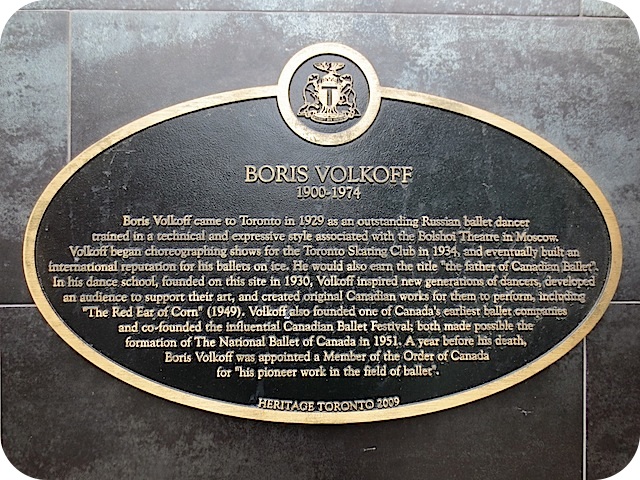 BORIS VOLKOFF
1900-1974
Boris Volkoff came to Toronto in 1929 as an outstanding Russian ballet dancer
trained in a technical and expressive style associated with the Bolshoi Theatre in Moscow.
Volkoff began choreographing shows for the Toronto Skating Club in 1934, and eventually built an
international reputation for his ballets on ice. He would also earn the title "the father of Canadian Ballet".
In his dance school, founded on this site in 1930, Volkoff inspired new generations of dancers, developed
an audience to support their art, and created original Canadian works for them to perform, including
"The Red Ear of Corn" (1949). Volkoff also founded one of Canada's earliest ballet companies
and co-founded the influential Canadian Ballet Festival; both made possible the
formation of The National Ballet of Canada in 1951. A year before his death,
Boris Volkoff was appointed a Member of the Order of Canada
for "his pioneer work in the field of ballet".
HERITAGE TORONTO 2009